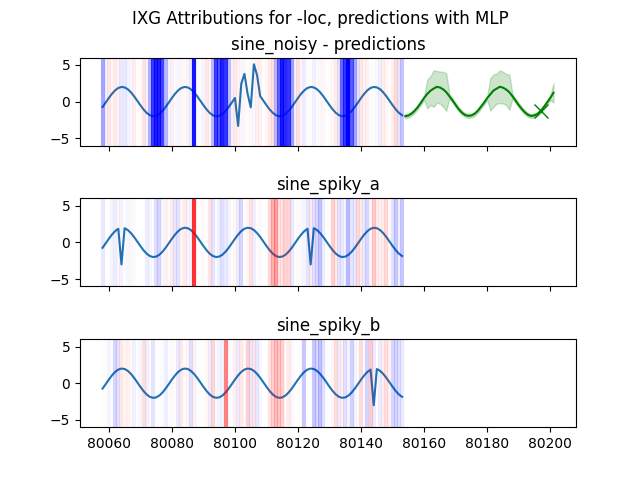 IXG Attributions for -loc, predictions with MLP
sine_noisy - predictions
5
0
−5
sine_spiky_a
5
0
−5
sine_spiky_b
5
0
−5
80060 80080 80100 80120 80140 80160 80180 80200